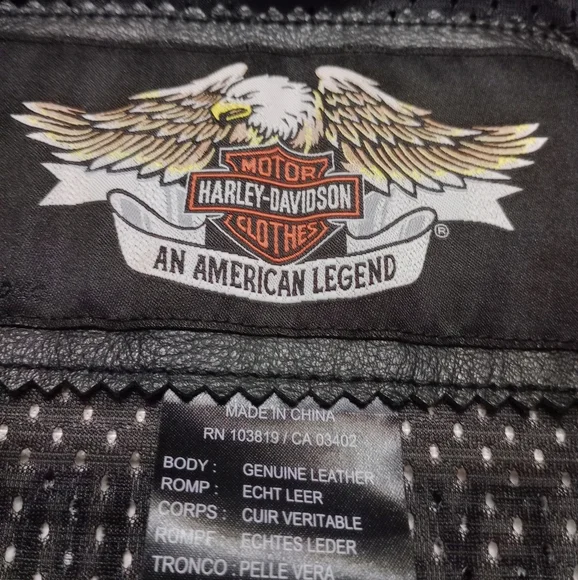 MOTOR
HARLEY-DAVIDSON
CLOTHES
®
AN AMERICAN LEGEND
MADE IN CHINA
RN 103819 / CA 03402
BODY : GENUINE LEATHER
ROMP : ECHT LEER
CORPS : CUIR VERITABLE
ROMPF : ECHTES LEDER
TRONCO : PELLE VERA